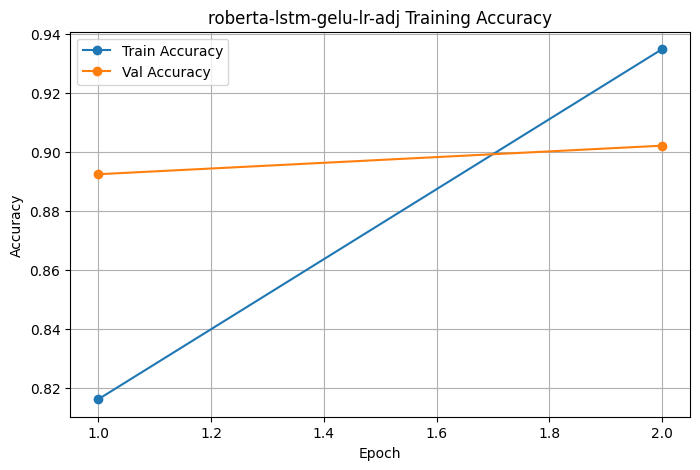 roberta-lstm-gelu-lr-adj Training Accuracy
Train Accuracy
Val Accuracy
Accuracy
0.94
0.92
0.90
0.88
0.86
0.84
0.82
1.0 1.2 1.4 1.6 1.8 2.0
Epoch